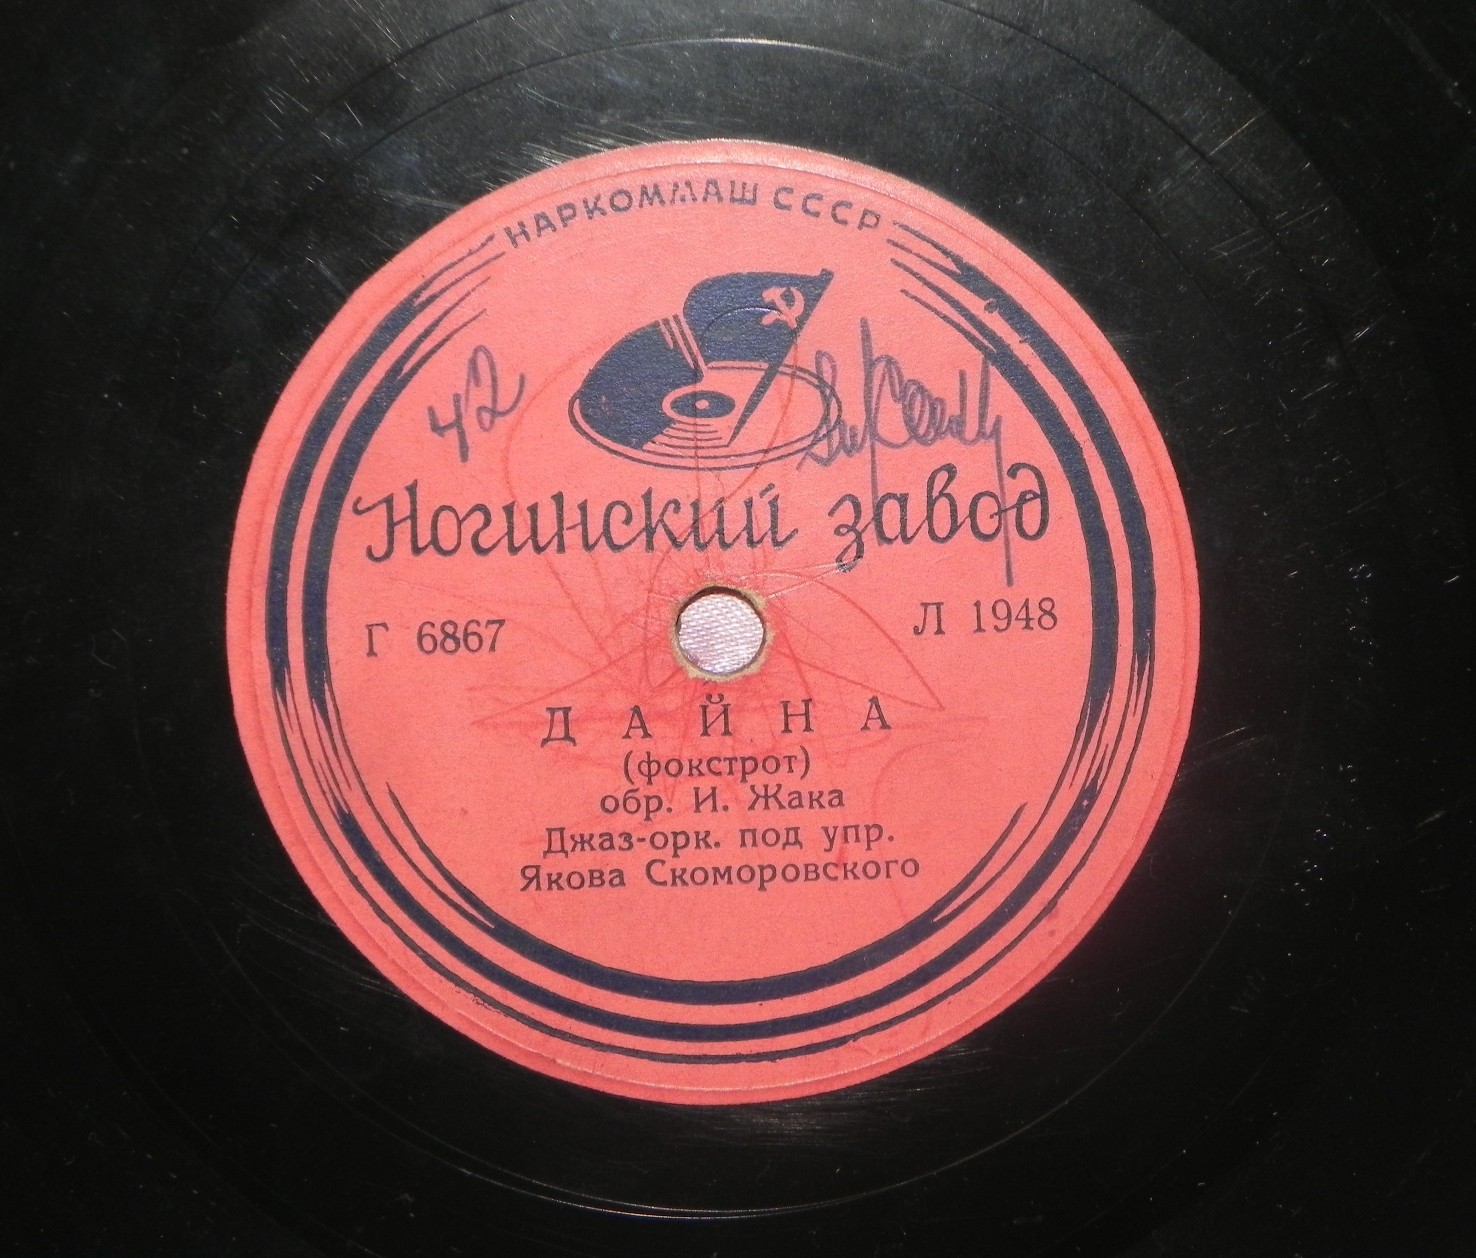 НАРКОММАШ СССР
42
Ногинский завод
Г 6867
Л 1948
ДАЙНА
(фокстрот)
обр. И. Жака
Джаз-орк. под упр.
Якова Скоморовского